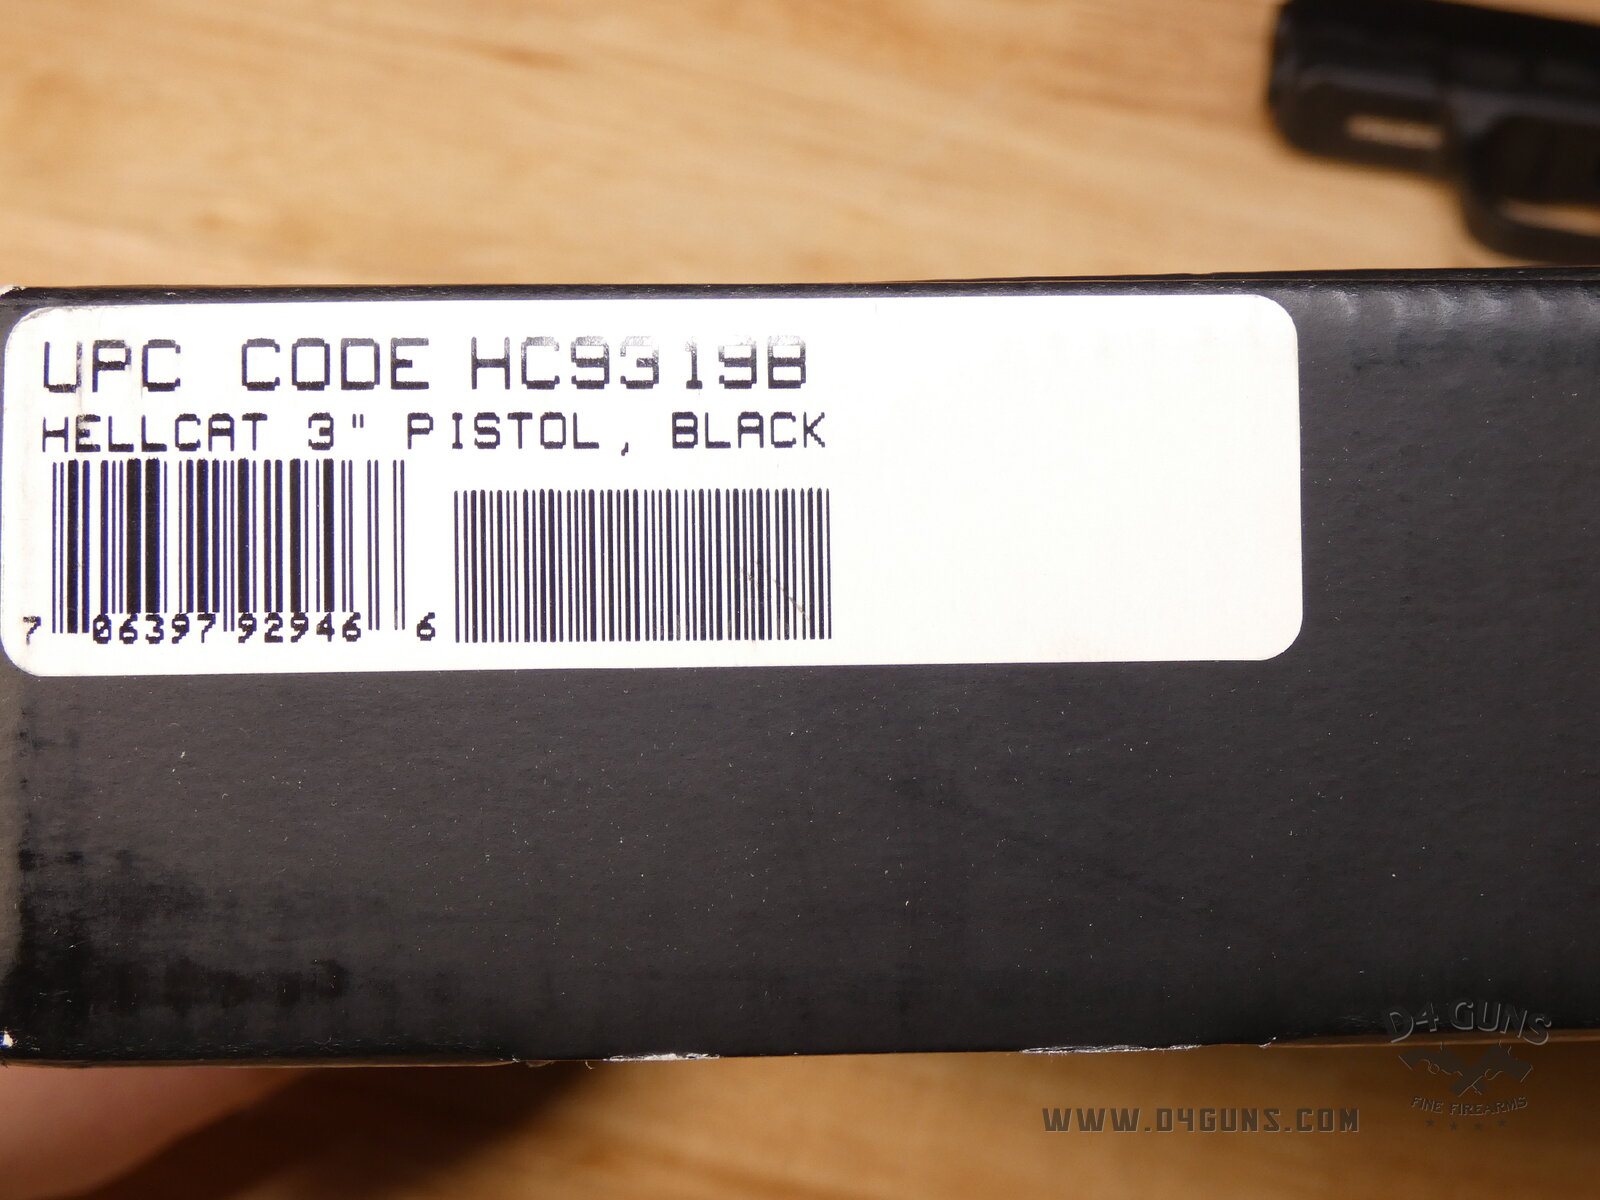 UPC CODE HC9319B
HELLCAT 3" PISTOL, BLACK
7 06397 92946 6
D4 GUNS
FINE FIREARMS
WWW.D4GUNS.COM